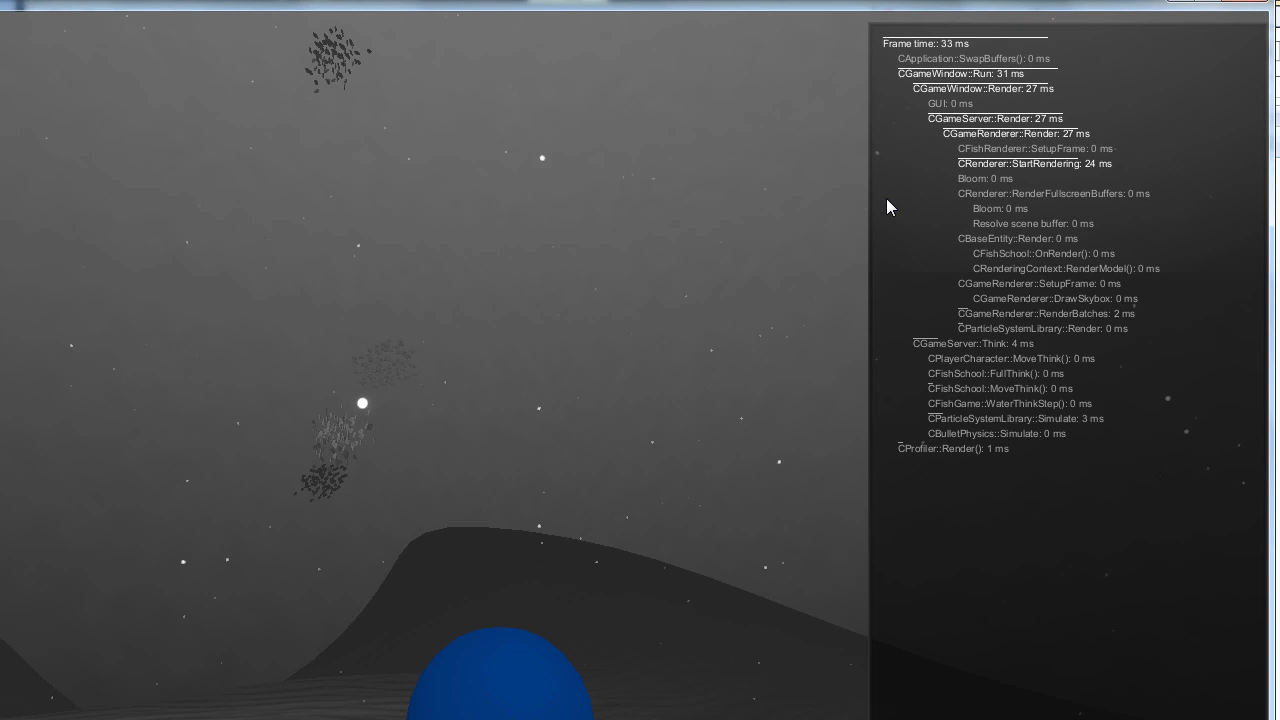 Frame time:: 33 ms
CApplication::SwapBuffers(): 0 ms
CGameWindow::Run: 31 ms
CGameWindow::Render: 27 ms
GUI: 0 ms
CGameServer::Render: 27 ms
CGameRenderer::Render: 27 ms
CFishRenderer::SetupFrame: 0 ms
CRenderer::StartRendering: 24 ms
Bloom: 0 ms
CRenderer::RenderFullscreenBuffers: 0 ms
Bloom: 0 ms
Resolve scene buffer: 0 ms
CBaseEntity::Render: 0 ms
CFishSchool::OnRender(): 0 ms
CRenderingContext::RenderModel(): 0 ms
CGameRenderer::SetupFrame: 0 ms
CGameRenderer::DrawSkybox: 0 ms
CGameRenderer::RenderBatches: 2 ms
CParticleSystemLibrary::Render: 0 ms
CGameServer::Think: 4 ms
CPlayerCharacter::MoveThink(): 0 ms
CFishSchool::FullThink(): 0 ms
CFishSchool::MoveThink(): 0 ms
CFishGame::WaterThinkStep(): 0 ms
CParticleSystemLibrary::Simulate: 3 ms
CBulletPhysics::Simulate: 0 ms
CProfiler::Render(): 1 ms